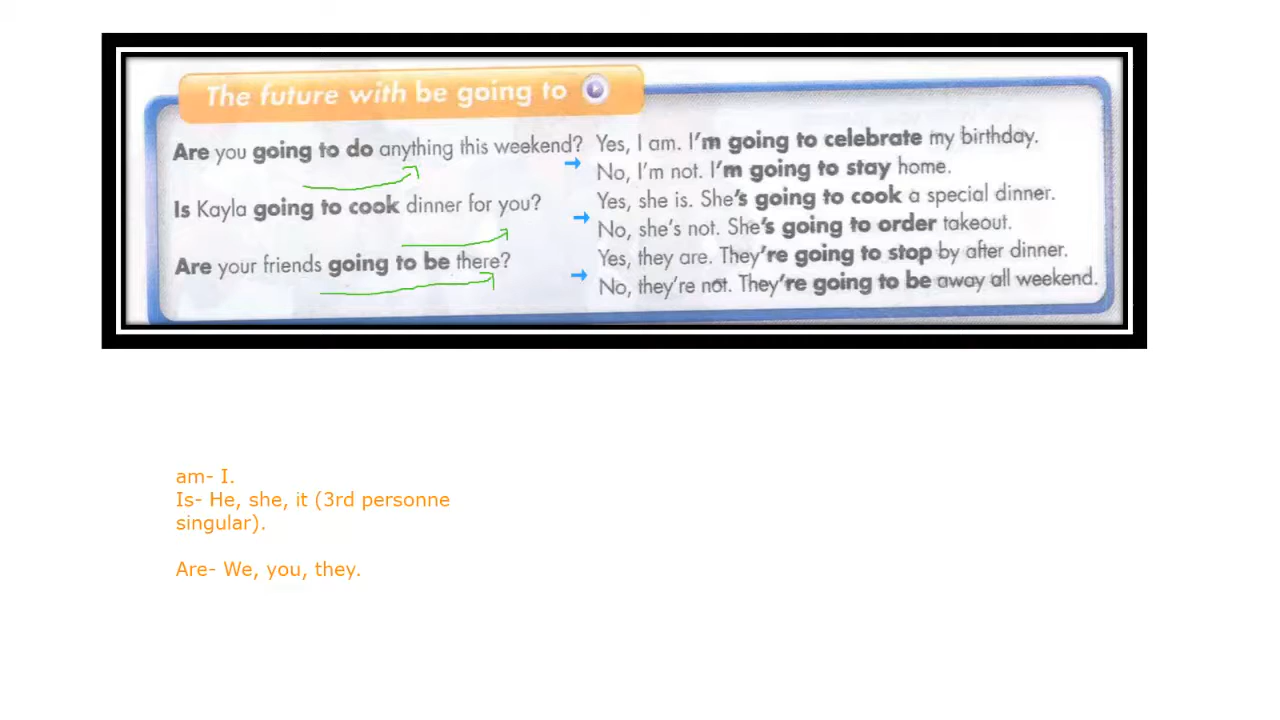 The future with be going to
Are you going to do anything this weekend? Yes, I am. I'm going to celebrate my birthday.
No, I'm not. I'm going to stay home.
Is Kayla going to cook dinner for you? Yes, she is. She's going to cook a special dinner.
No, she's not. She's going to order takeout.
Are your friends going to be there? Yes, they are. They're going to stop by after dinner.
No, they're not. They're going to be away all weekend.
am- I.
Is- He, she, it (3rd personne
singular).
Are- We, you, they.